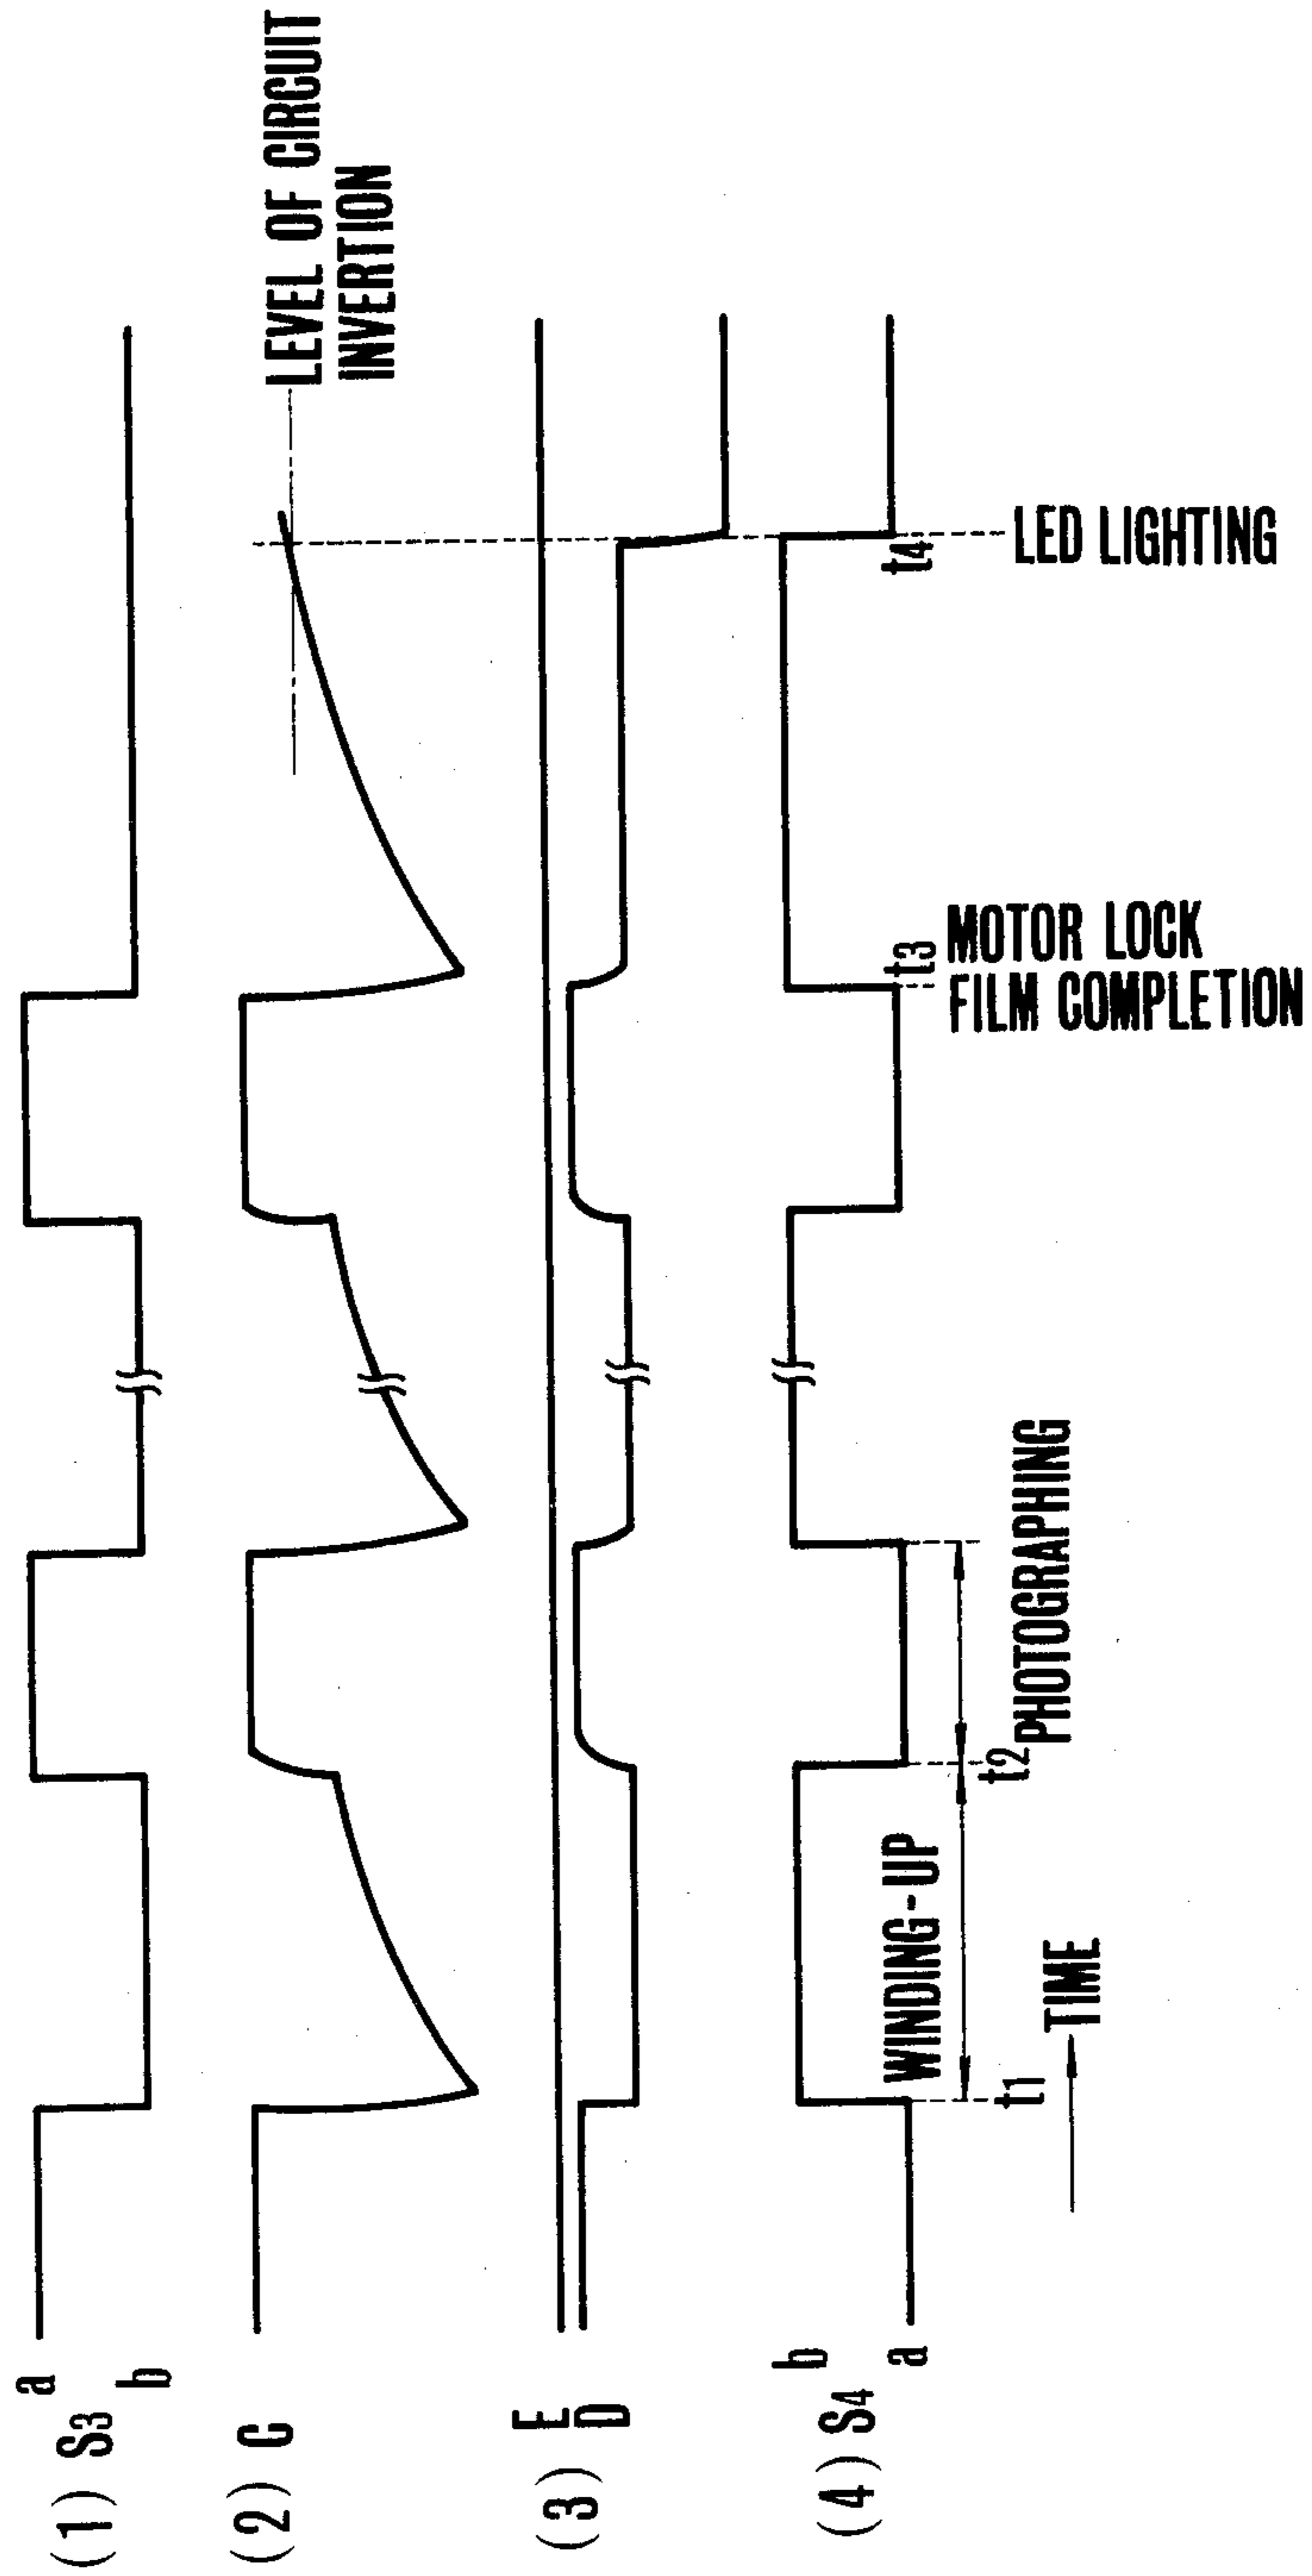 (1) S3
a
b
(2) C
LEVEL OF CIRCUIT
INVERTION
(3)
E
D
(4) S4
b
a
WINDING-UP
t1
t2
PHOTOGRAPHING
t3
MOTOR LOCK
FILM COMPLETION
t4
LED LIGHTING
TIME